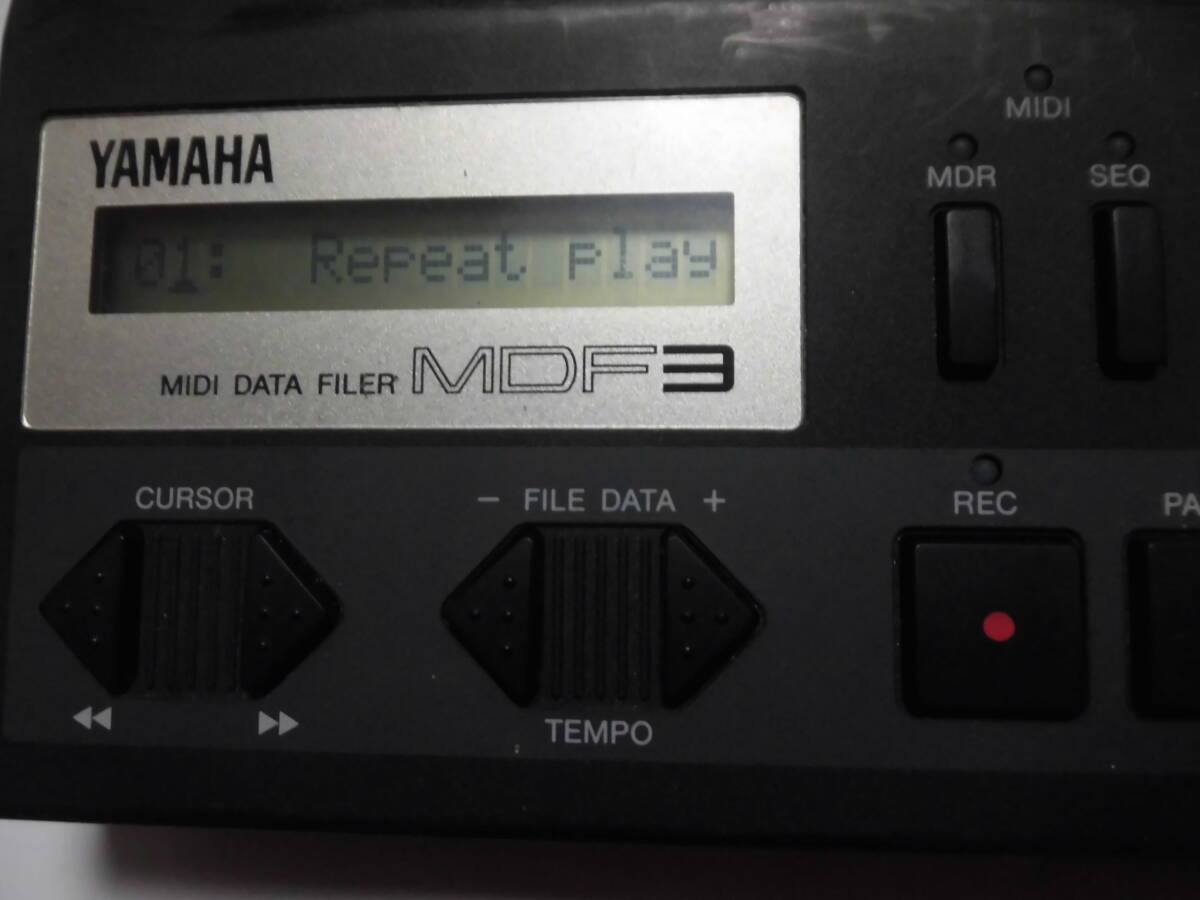 YAMAHA
01: Repeat play
MIDI DATA FILER MDF3
MIDI
MDR SEQ
CURSOR
- FILE DATA +
REC
TEMPO